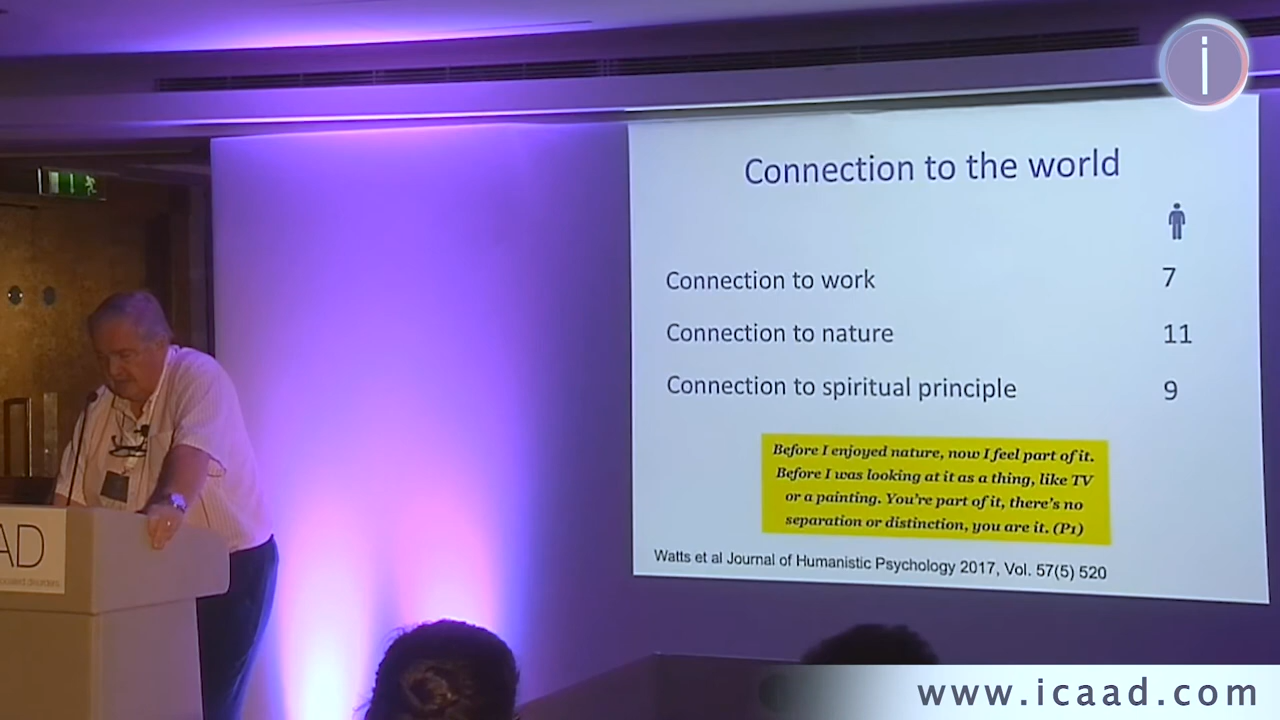 i
Connection to the world
Connection to work 7
Connection to nature 11
Connection to spiritual principle 9
Before I enjoyed nature, now I feel part of it.
Before I was looking at it as a thing, like TV
or a painting. You're part of it, there's no
separation or distinction, you are it. (P1)
Watts et al Journal of Humanistic Psychology 2017, Vol. 57(5) 520
AD
disorders
www.icaad.com